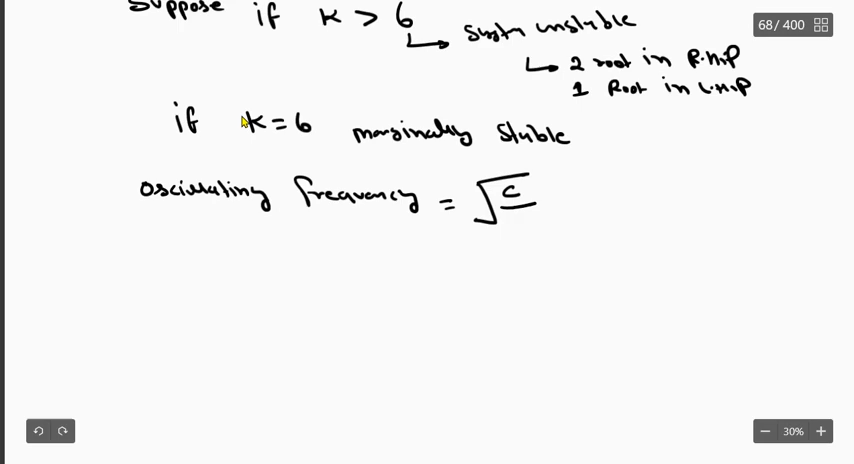 Suppose if K > 6
68 / 400
System unstable
2 root in R.H.P
1 Root in L.H.P
if K = 6 marginally stable
oscillating frequency = √c
30%